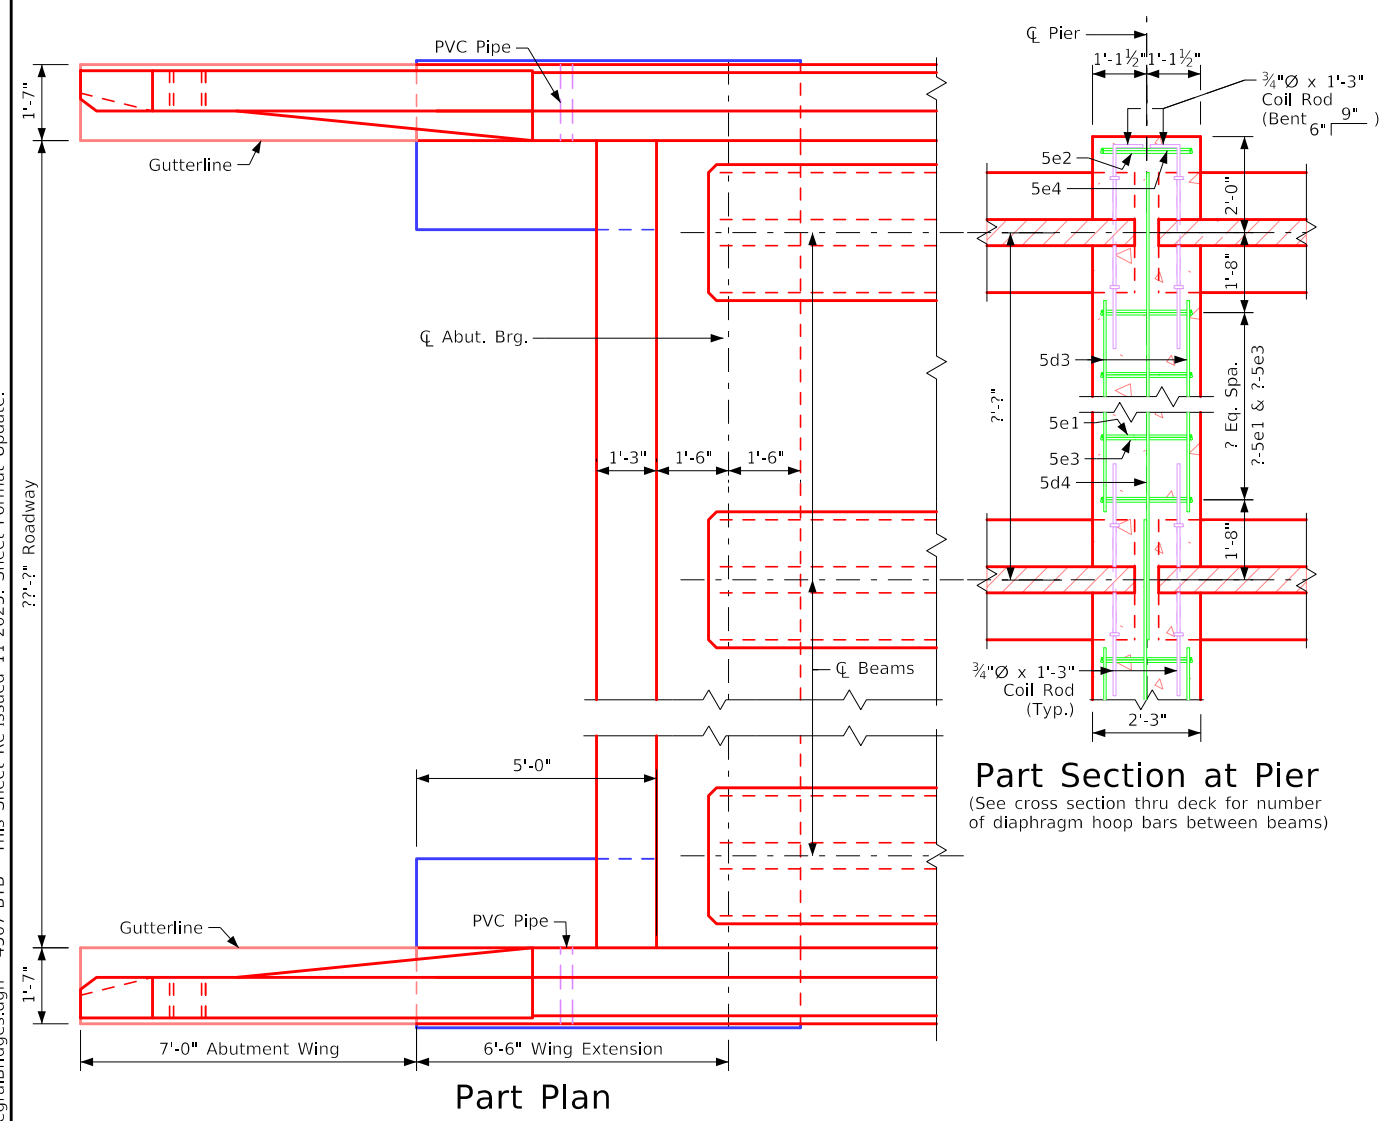 PVC Pipe
1'-7"
Gutterline
℄ Abut. Brg.
1'-3"
1'-6"
1'-6"
??'-?" Roadway
℄ Beams
5'-0"
Gutterline
PVC Pipe
1'-7"
7'-0" Abutment Wing
6'-6" Wing Extension
Part Plan
℄ Pier
1'-1½"
1'-1½"
¾"Ø x 1'-3"
Coil Rod
(Bent 6" 9" )
5e2
5e4
2'-0"
1'-8"
5d3
?'-?"
? Eq. Spa.
?-5e1 & ?-5e3
5e1
5e3
5d4
1'-8"
¾"Ø x 1'-3"
Coil Rod
(Typ.)
2'-3"
Part Section at Pier
(See cross section thru deck for number
of diaphragm hoop bars between beams)